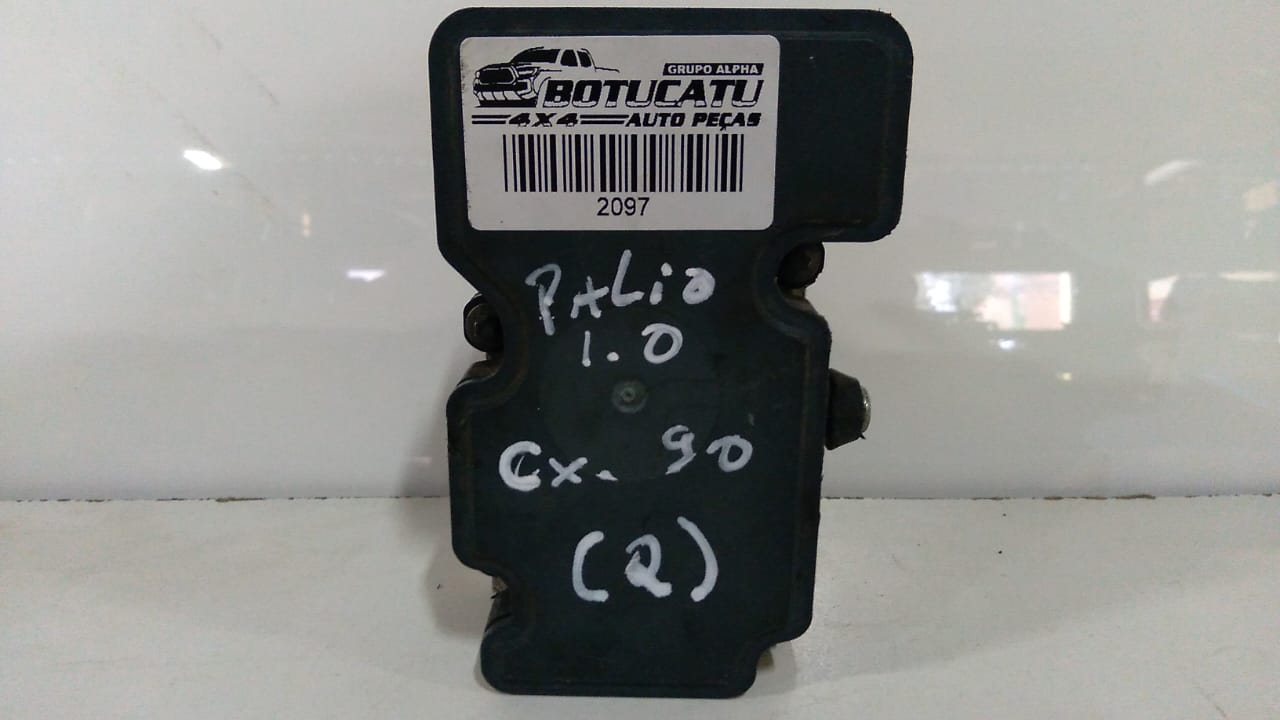 GRUPO ALPHA
BOTUCATU
4X4 AUTO PEÇAS
2097
PALio
1.0
Cx. 90
(2)